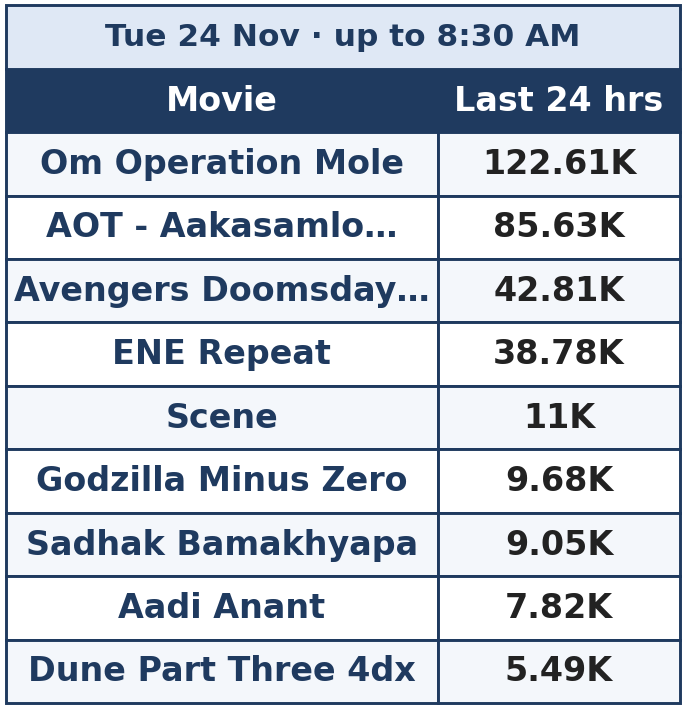 Tue 24 Nov · up to 8:30 AM
Movie Last 24 hrs
Om Operation Mole 122.61K
AOT - Aakasamlo... 85.63K
Avengers Doomsday... 42.81K
ENE Repeat 38.78K
Scene 11K
Godzilla Minus Zero 9.68K
Sadhak Bamakhyapa 9.05K
Aadi Anant 7.82K
Dune Part Three 4dx 5.49K